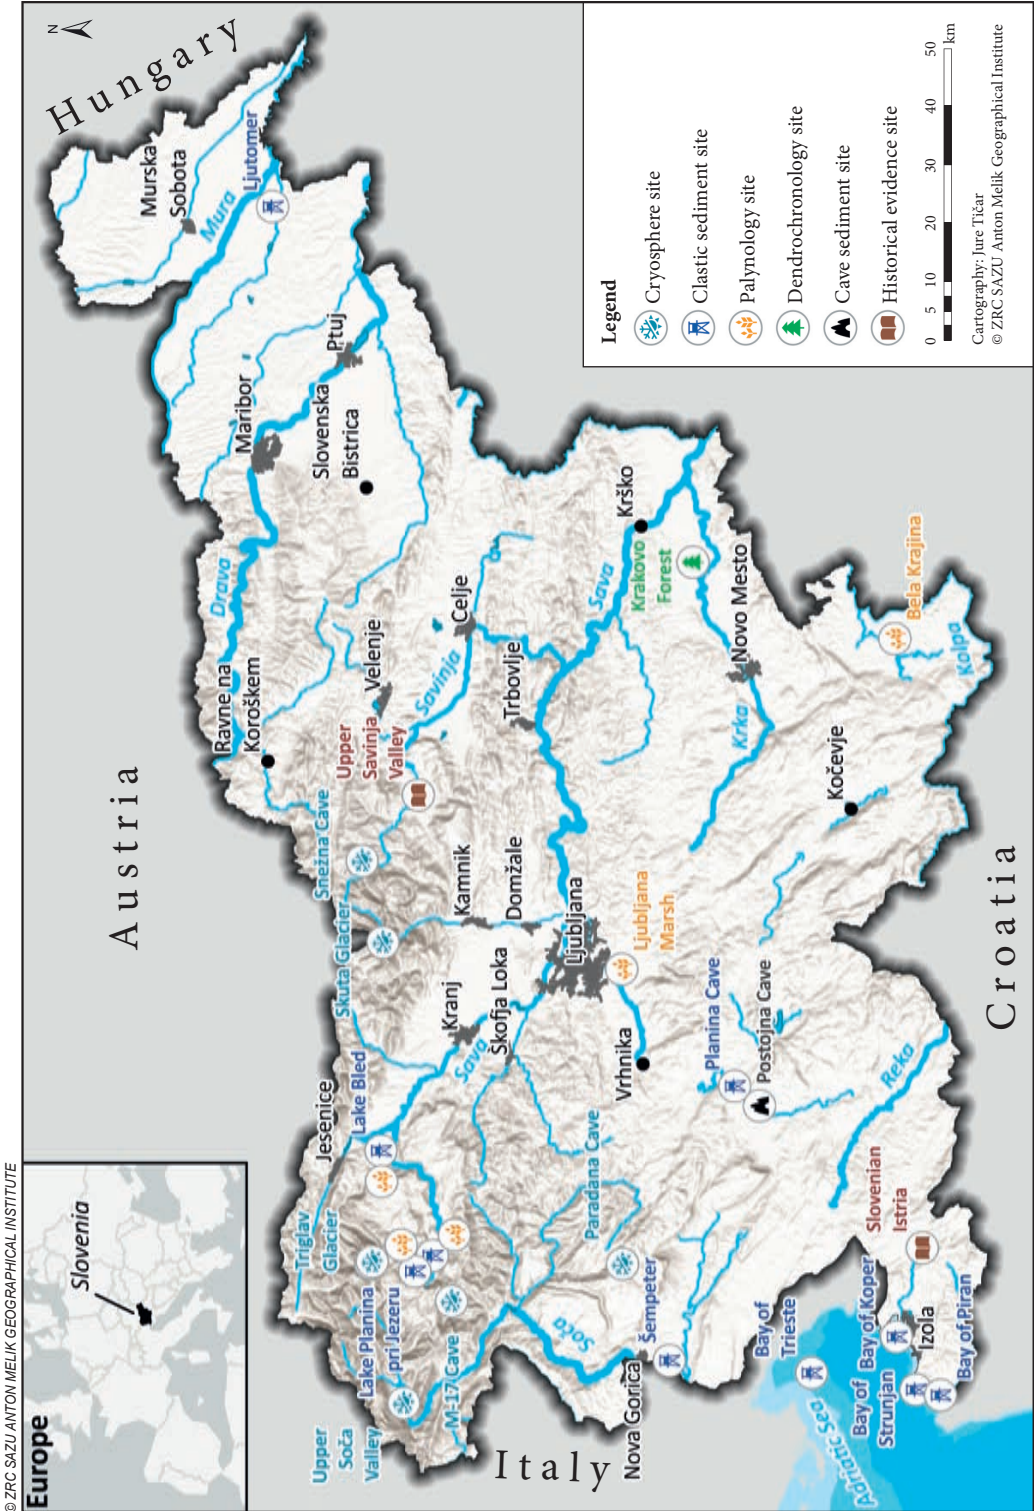 © ZRC SAZU ANTON MELIK GEOGRAPHICAL INSTITUTE
Europe
Slovenia
N
Austria
Hungary
Italy
Croatia
Murska
Sobota
Mura
Ljutomer
Maribor
Drava
Ptuj
Slovenska
Bistrica
Ravne na
Koroškem
Velenje
Celje
Savinja
Upper
Savinja
Valley
Snežna Cave
Skuta Glacier
Kamnik
Domžale
Trbovlje
Sava
Krško
Krakovo
Forest
Novo Mesto
Krka
Bela Krajina
Kolpa
Kočevje
Ljubljana
Ljubljana
Marsh
Kranj
Škofja Loka
Sava
Jesenice
Lake Bled
Triglav
Glacier
Lake Planina
pri Jezeru
M-17 Cave
Upper
Soča
Valley
Paradana Cave
Soča
Šempeter
Nova Gorica
Vrhnika
Planina Cave
Postojna Cave
Reka
Slovenian
Istria
Bay of
Trieste
Adriatic Sea
Bay of Koper
Bay of
Strunjan
Izola
Bay of Piran
Legend
Cryosphere site
Clastic sediment site
Palynology site
Dendrochronology site
Cave sediment site
Historical evidence site
0 5 10 20 30 40 50
km
Cartography: Jure Tičar
© ZRC SAZU Anton Melik Geographical Institute